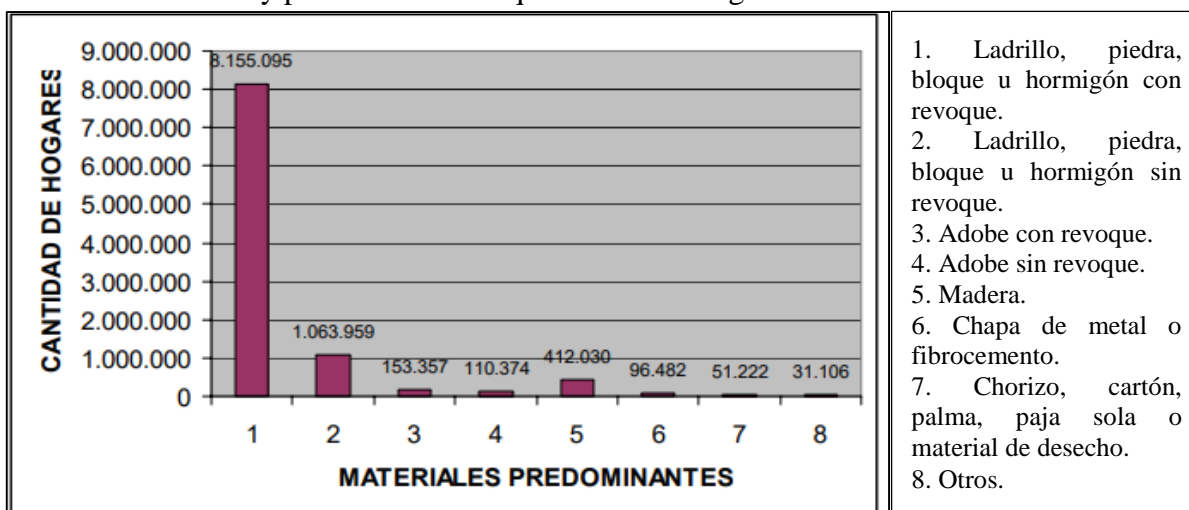 y
9.000.000
8.000.000
7.000.000
6.000.000
5.000.000
4.000.000
3.000.000
2.000.000
1.000.000
0
CANTIDAD DE HOGARES
8.155.095
1.063.959
153.357
110.374
412.030
96.482
51.222
31.106
1 2 3 4 5 6 7 8
MATERIALES PREDOMINANTES
1. Ladrillo, piedra,
bloque u hormigón con
revoque.
2. Ladrillo, piedra,
bloque u hormigón sin
revoque.
3. Adobe con revoque.
4. Adobe sin revoque.
5. Madera.
6. Chapa de metal o
fibrocemento.
7. Chorizo, cartón,
palma, paja sola o
material de desecho.
8. Otros.